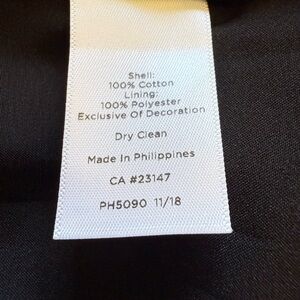 Shell:
100% Cotton
Lining:
100% Polyester
Exclusive Of Decoration
Dry Clean
Made In Philippines
CA #23147
PH5090 11/18